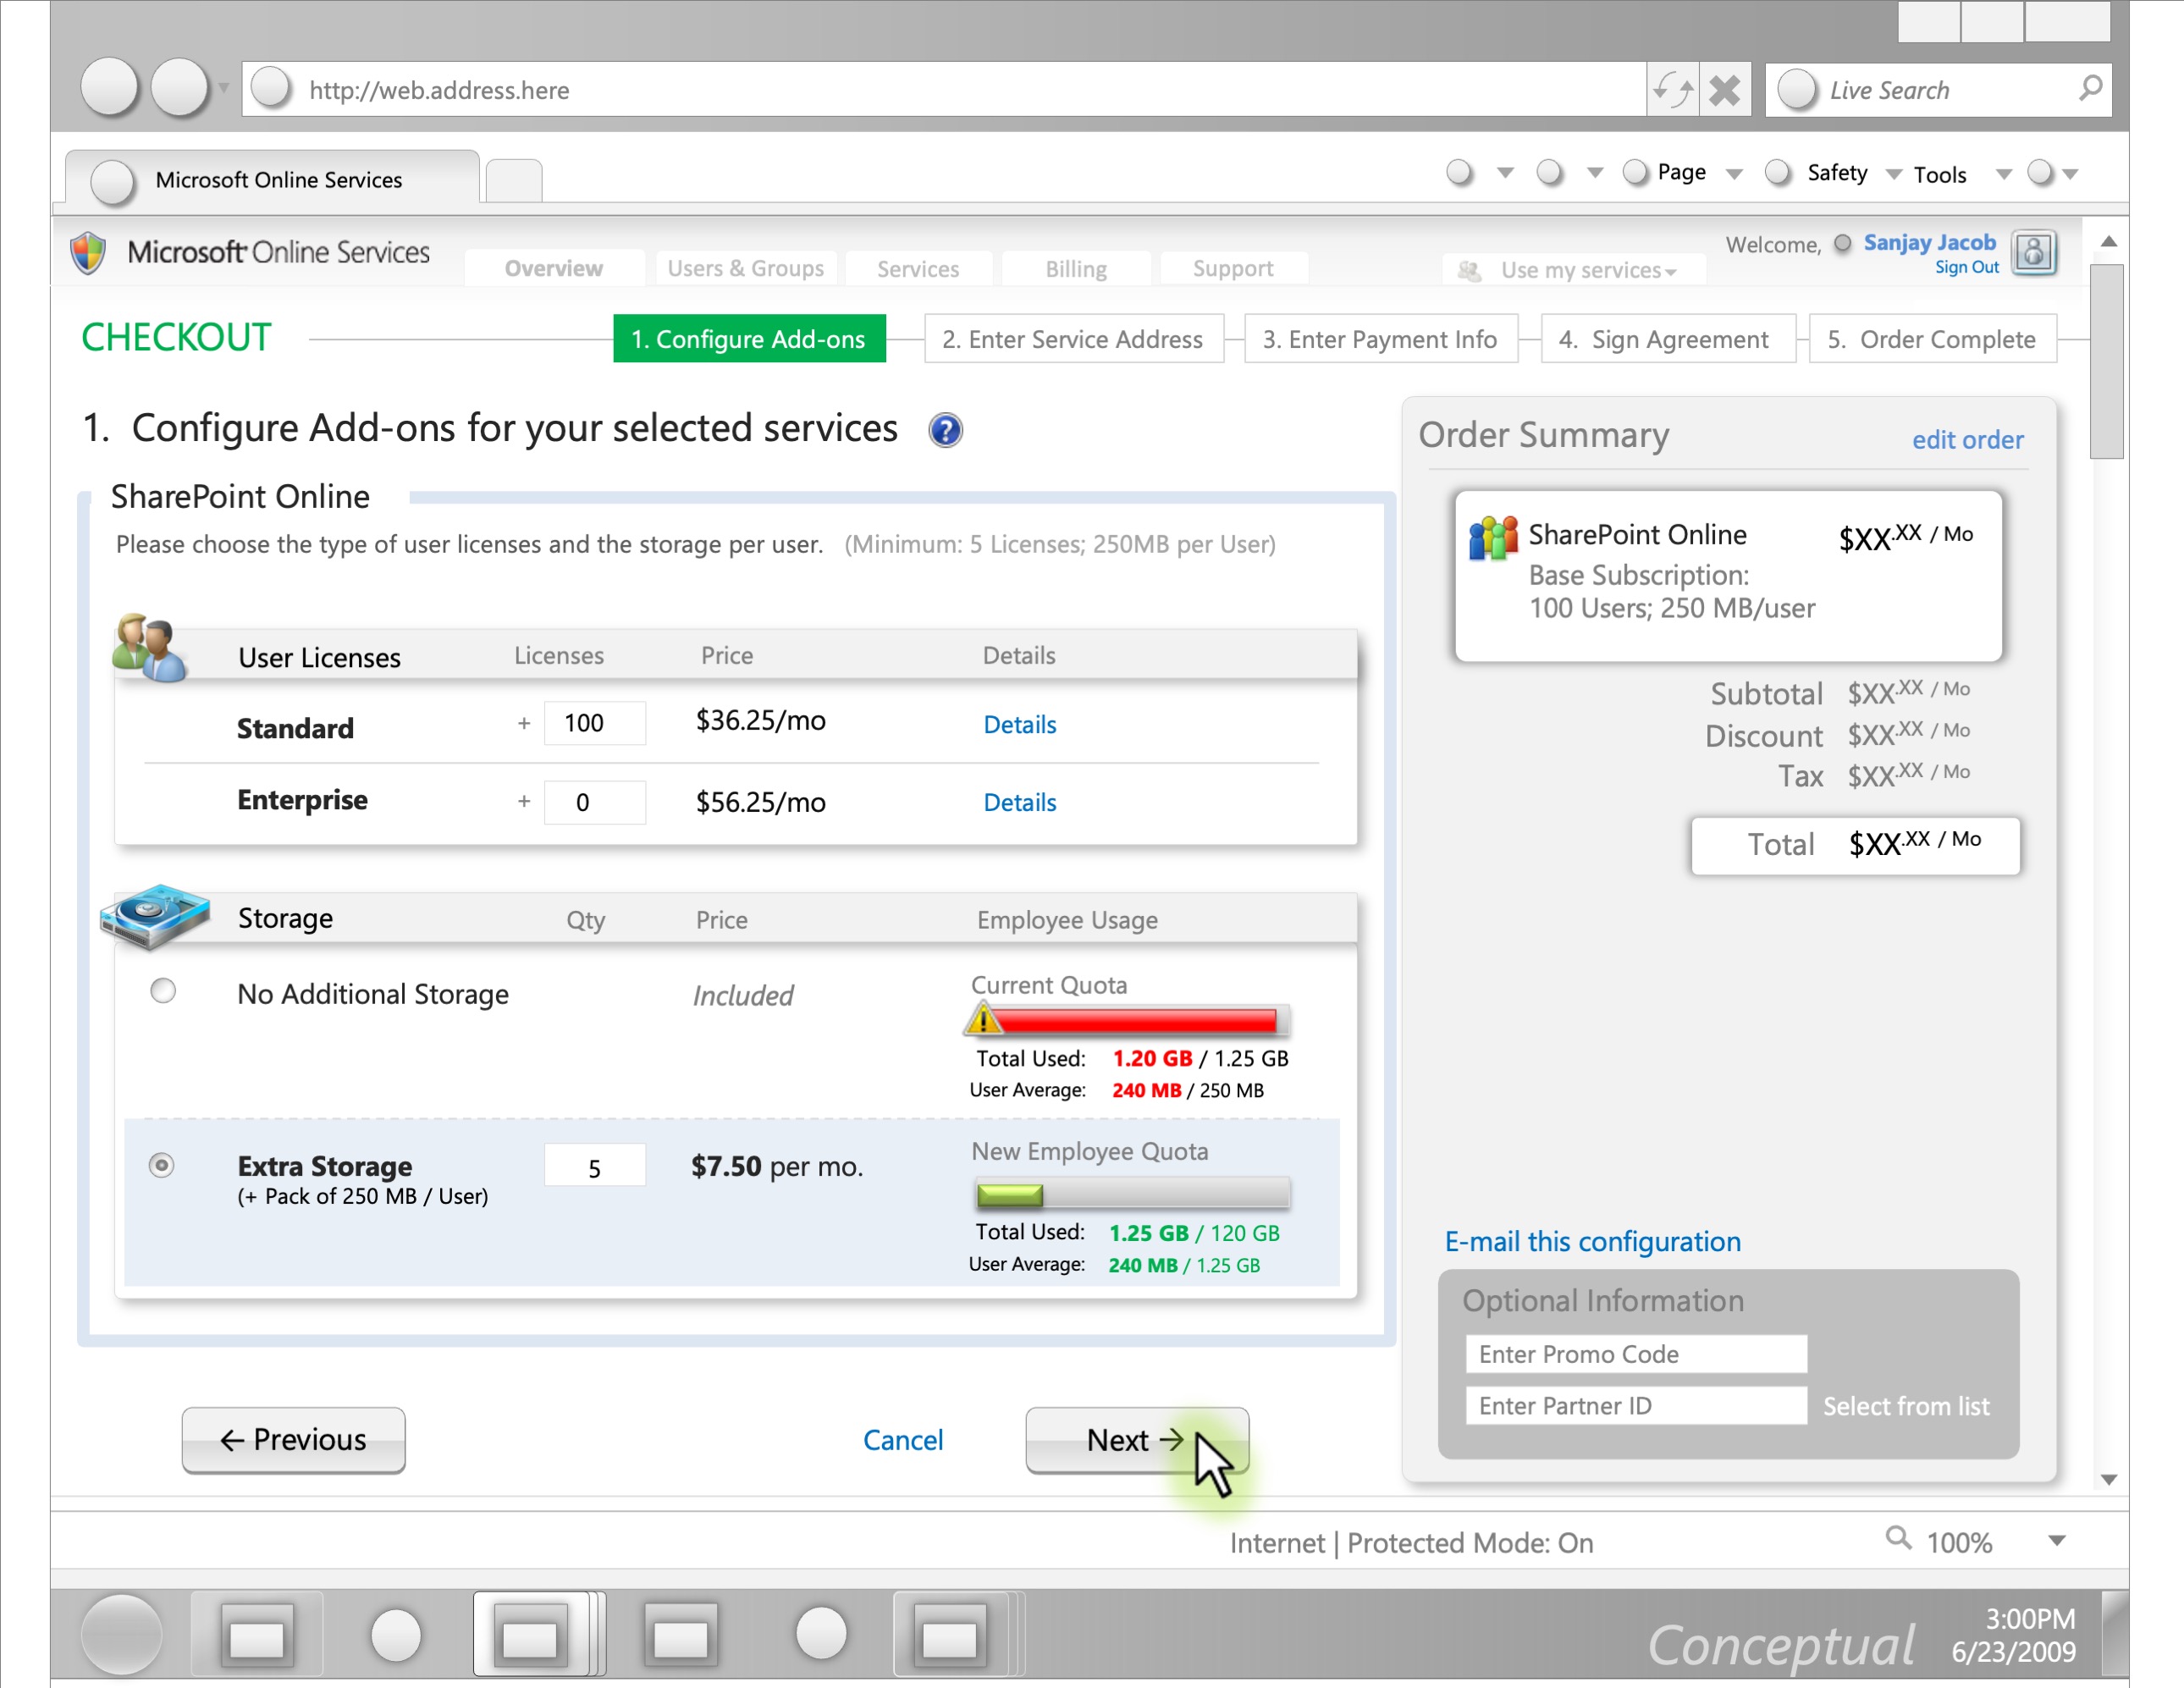 http://web.address.here
Live Search
Microsoft Online Services
Page
Safety
Tools
Microsoft Online Services
Overview
Users & Groups
Services
Billing
Support
Use my services
Welcome, Sanjay Jacob
Sign Out
CHECKOUT
1. Configure Add-ons
2. Enter Service Address
3. Enter Payment Info
4. Sign Agreement
5. Order Complete
1. Configure Add-ons for your selected services
?
SharePoint Online
Please choose the type of user licenses and the storage per user. (Minimum: 5 Licenses; 250MB per User)
User Licenses Licenses Price Details
Standard + 100 $36.25/mo Details
Enterprise + 0 $56.25/mo Details
Storage Qty Price Employee Usage
No Additional Storage Included
Current Quota
Total Used: 1.20 GB / 1.25 GB
User Average: 240 MB / 250 MB
Extra Storage 5 $7.50 per mo.
(+ Pack of 250 MB / User)
New Employee Quota
Total Used: 1.25 GB / 120 GB
User Average: 240 MB / 1.25 GB
← Previous
Cancel
Next →
Order Summary
edit order
SharePoint Online $XX.XX / Mo
Base Subscription:
100 Users; 250 MB/user
Subtotal $XX.XX / Mo
Discount $XX.XX / Mo
Tax $XX.XX / Mo
Total $XX.XX / Mo
E-mail this configuration
Optional Information
Enter Promo Code
Enter Partner ID
Select from list
Internet | Protected Mode: On
100%
Conceptual
3:00PM
6/23/2009